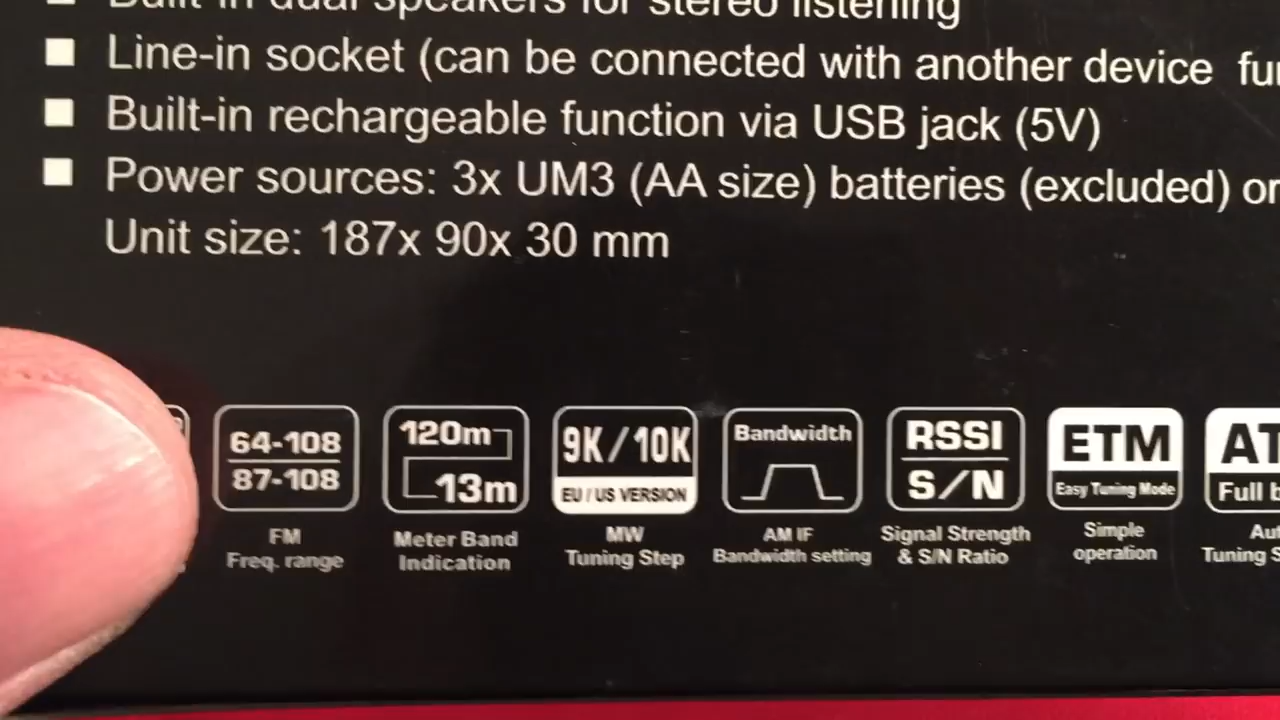 Built-in dual speakers for stereo listening
Line-in socket (can be connected with another device
Built-in rechargeable function via USB jack (5V)
Power sources: 3x UM3 (AA size) batteries (excluded) or
Unit size: 187x 90x 30 mm
64-108
87-108
FM
Freq. range
120m
13m
Meter Band
Indication
9K/10K
EU/US VERSION
MW
Tuning Step
Bandwidth
AM IF
Bandwidth setting
RSSI
S/N
Signal Strength
& S/N Ratio
ETM
Easy Tuning Mode
Simple
operation
AT
Full
Tuning